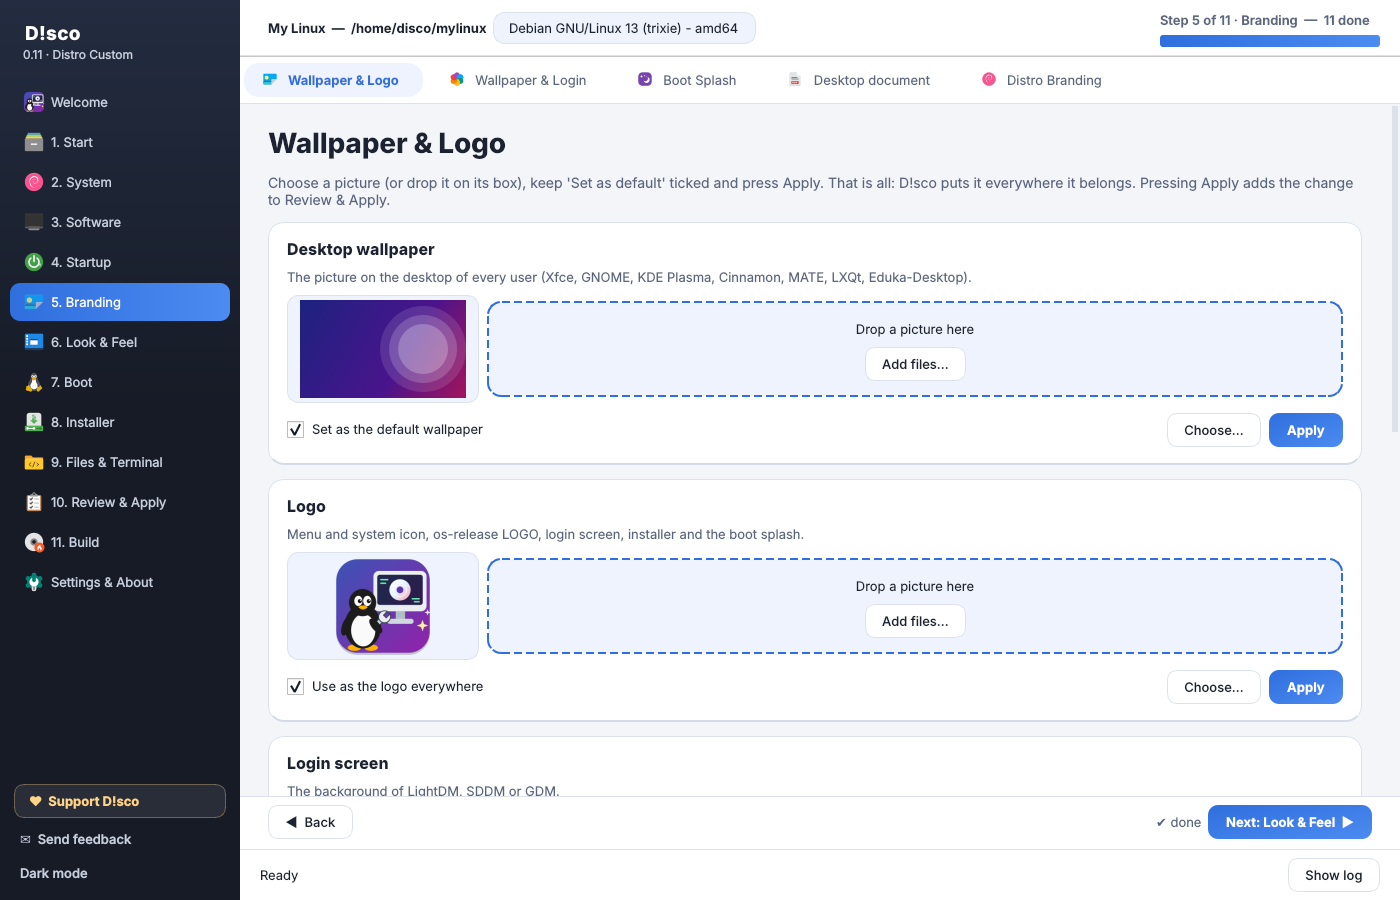 D!sco
0.11 · Distro Custom
Welcome
1. Start
2. System
3. Software
4. Startup
5. Branding
6. Look & Feel
7. Boot
8. Installer
9. Files & Terminal
10. Review & Apply
11. Build
Settings & About
Support D!sco
Send feedback
Dark mode
My Linux — /home/disco/mylinux
Debian GNU/Linux 13 (trixie) - amd64
Step 5 of 11 · Branding — 11 done
Wallpaper & Logo
Wallpaper & Login
Boot Splash
Desktop document
Distro Branding
Wallpaper & Logo
Choose a picture (or drop it on its box), keep 'Set as default' ticked and press Apply. That is all: D!sco puts it everywhere it belongs. Pressing Apply adds the change
to Review & Apply.
Desktop wallpaper
The picture on the desktop of every user (Xfce, GNOME, KDE Plasma, Cinnamon, MATE, LXQt, Eduka-Desktop).
Drop a picture here
Add files...
Set as the default wallpaper
Choose...
Apply
Logo
Menu and system icon, os-release LOGO, login screen, installer and the boot splash.
Drop a picture here
Add files...
Use as the logo everywhere
Choose...
Apply
Login screen
The background of LightDM, SDDM or GDM.
◀ Back
✔ done
Next: Look & Feel ▶
Ready
Show log